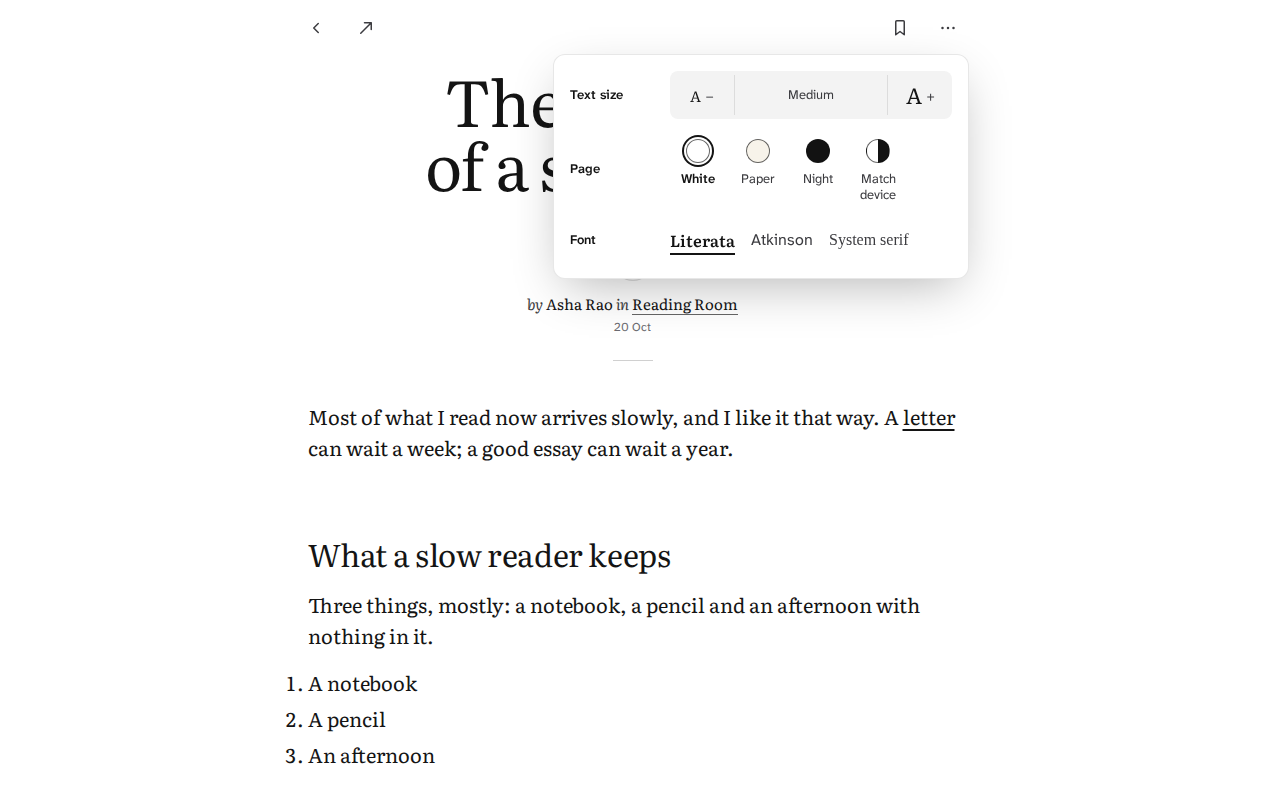 The
of a s
Text size A − Medium A +
Page
White Paper Night Match
device
Font Literata Atkinson System serif
by Asha Rao in Reading Room
20 Oct
Most of what I read now arrives slowly, and I like it that way. A letter
can wait a week; a good essay can wait a year.
What a slow reader keeps
Three things, mostly: a notebook, a pencil and an afternoon with
nothing in it.
1. A notebook
2. A pencil
3. An afternoon